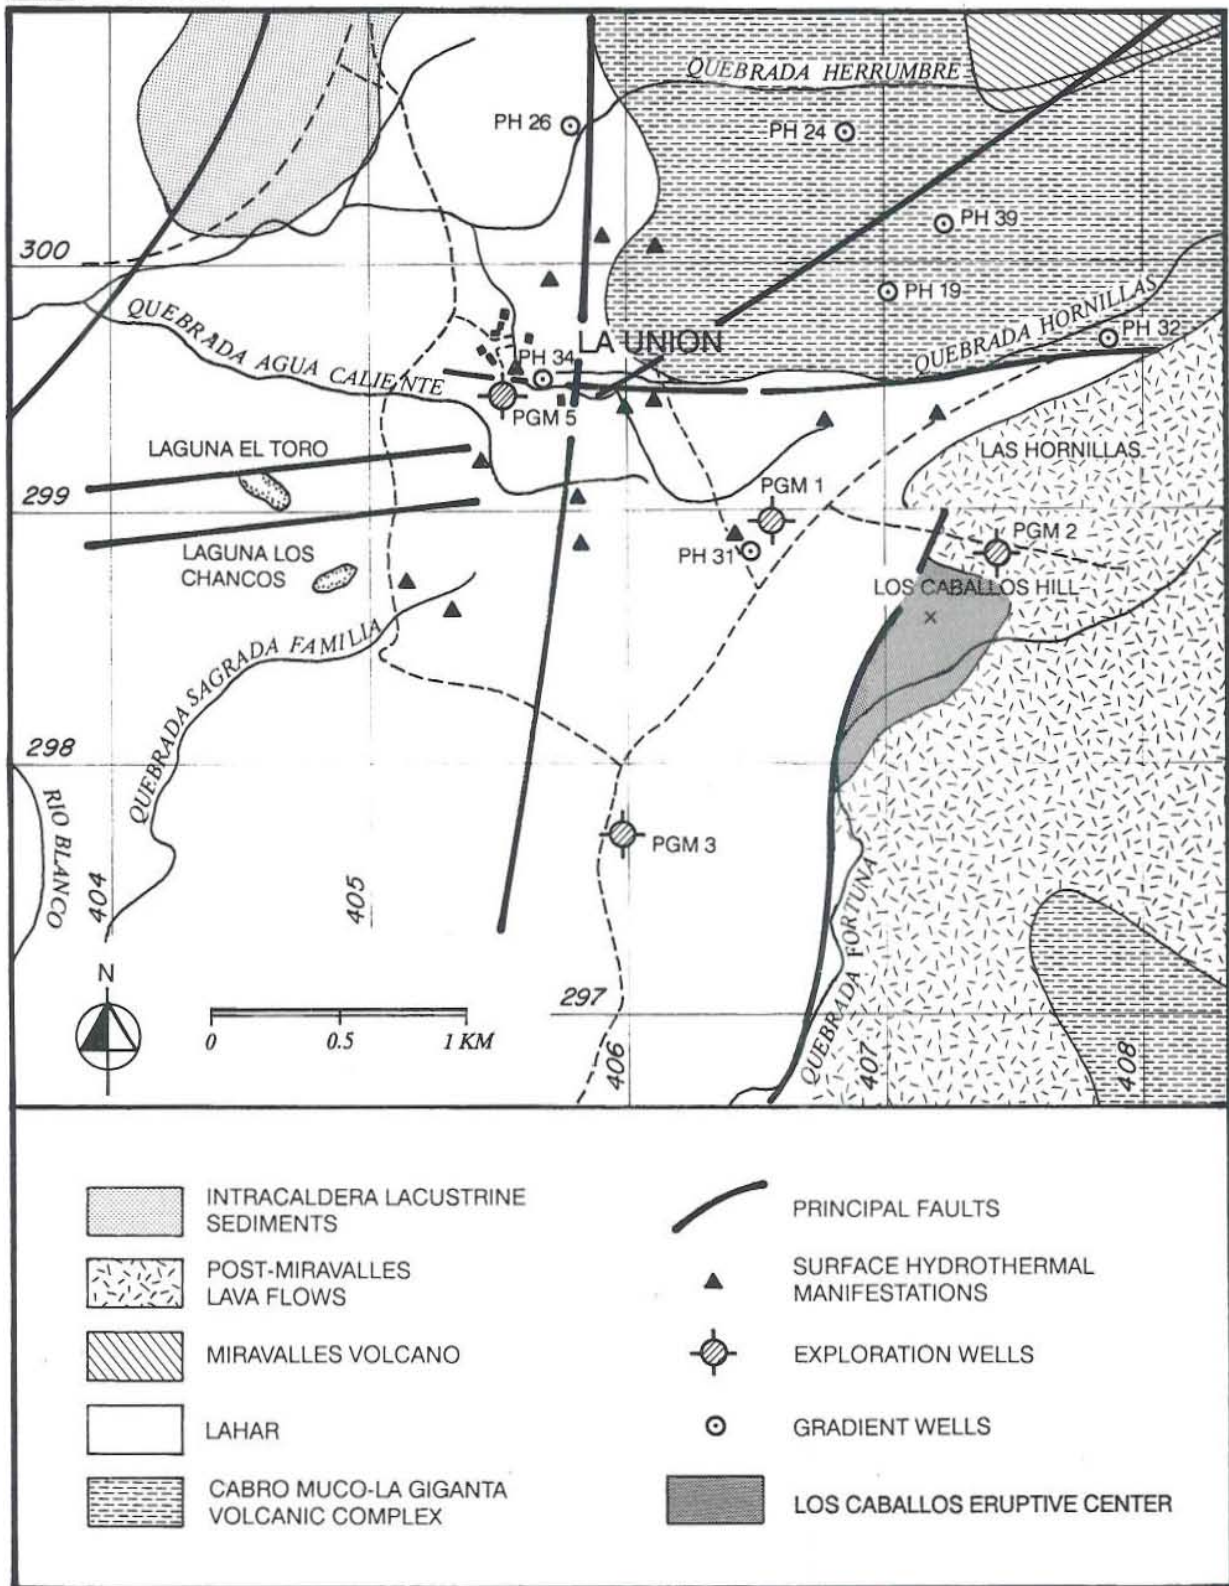 QUEBRADA HERRUMBRE
PH 26
PH 24
PH 39
300
PH 19
QUEBRADA HORNILLAS
PH 32
QUEBRADA AGUA CALIENTE
LA UNION
PH 34
PGM 5
LAGUNA EL TORO
LAS HORNILLAS
299
PGM 1
PGM 2
PH 31
LAGUNA LOS
CHANCOS
LOS CABALLOS HILL
QUEBRADA SAGRADA FAMILIA
298
RIO BLANCO
PGM 3
404
405
QUEBRADA FORTUNA
N
297
0
0.5
1 KM
406
407
408
INTRACALDERA LACUSTRINE
SEDIMENTS
POST-MIRAVALLES
LAVA FLOWS
MIRAVALLES VOLCANO
LAHAR
CABRO MUCO-LA GIGANTA
VOLCANIC COMPLEX
PRINCIPAL FAULTS
SURFACE HYDROTHERMAL
MANIFESTATIONS
EXPLORATION WELLS
GRADIENT WELLS
LOS CABALLOS ERUPTIVE CENTER